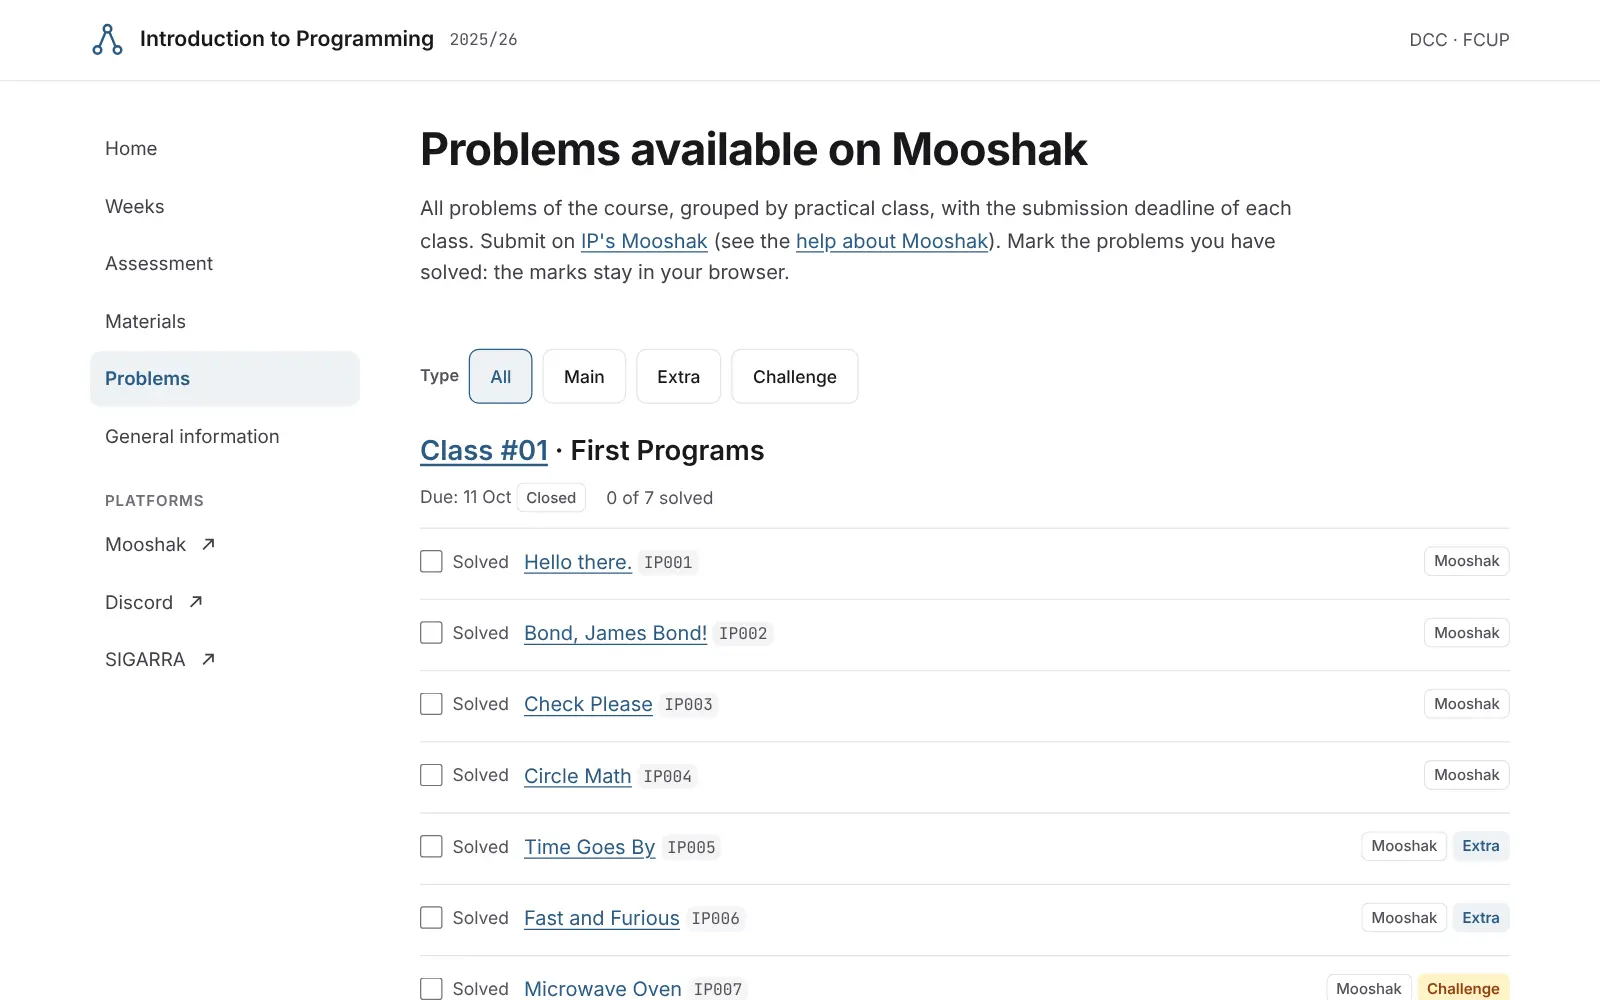 Introduction to Programming 2025/26
DCC · FCUP
Home
Weeks
Assessment
Materials
Problems
General information
PLATFORMS
Mooshak ↗
Discord ↗
SIGARRA ↗
Problems available on Mooshak
All problems of the course, grouped by practical class, with the submission deadline of each
class. Submit on IP's Mooshak (see the help about Mooshak). Mark the problems you have
solved: the marks stay in your browser.
Type All Main Extra Challenge
Class #01 · First Programs
Due: 11 Oct Closed 0 of 7 solved
Solved Hello there. IP001 Mooshak
Solved Bond, James Bond! IP002 Mooshak
Solved Check Please IP003 Mooshak
Solved Circle Math IP004 Mooshak
Solved Time Goes By IP005 Mooshak Extra
Solved Fast and Furious IP006 Mooshak Extra
Solved Microwave Oven IP007 Mooshak Challenge